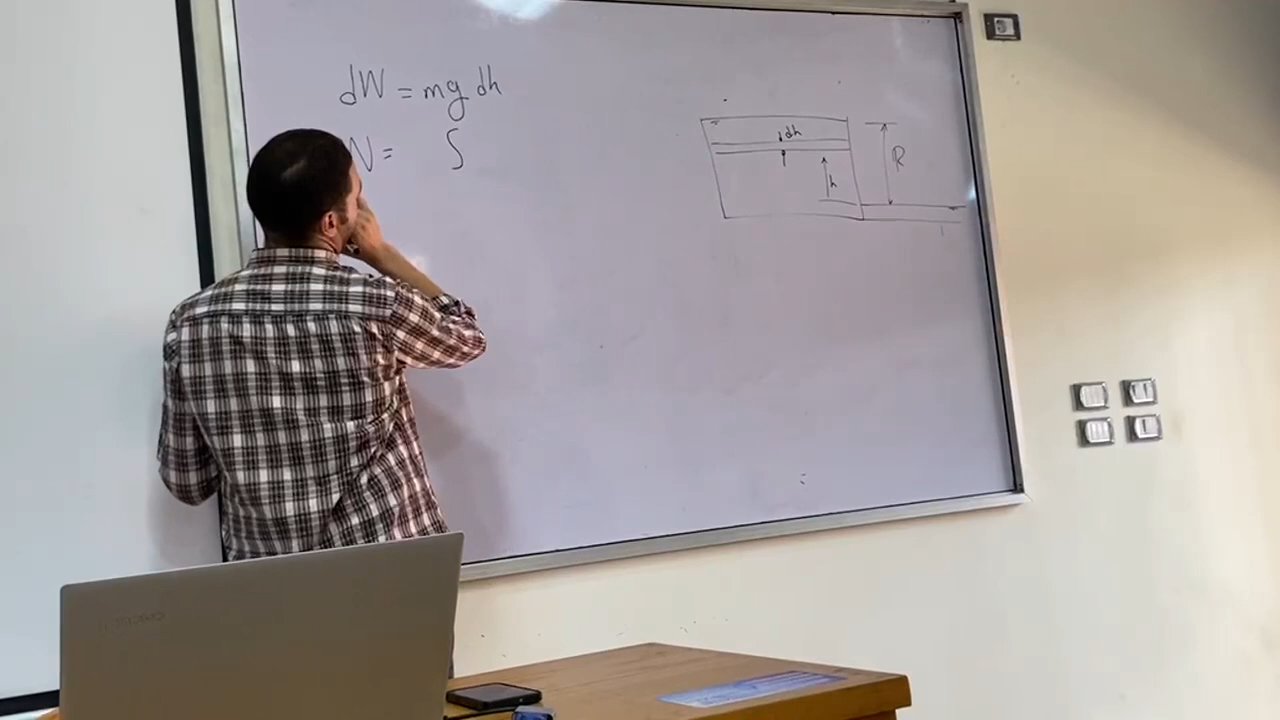 dW = mg dh
W = ∫
dh
R
h